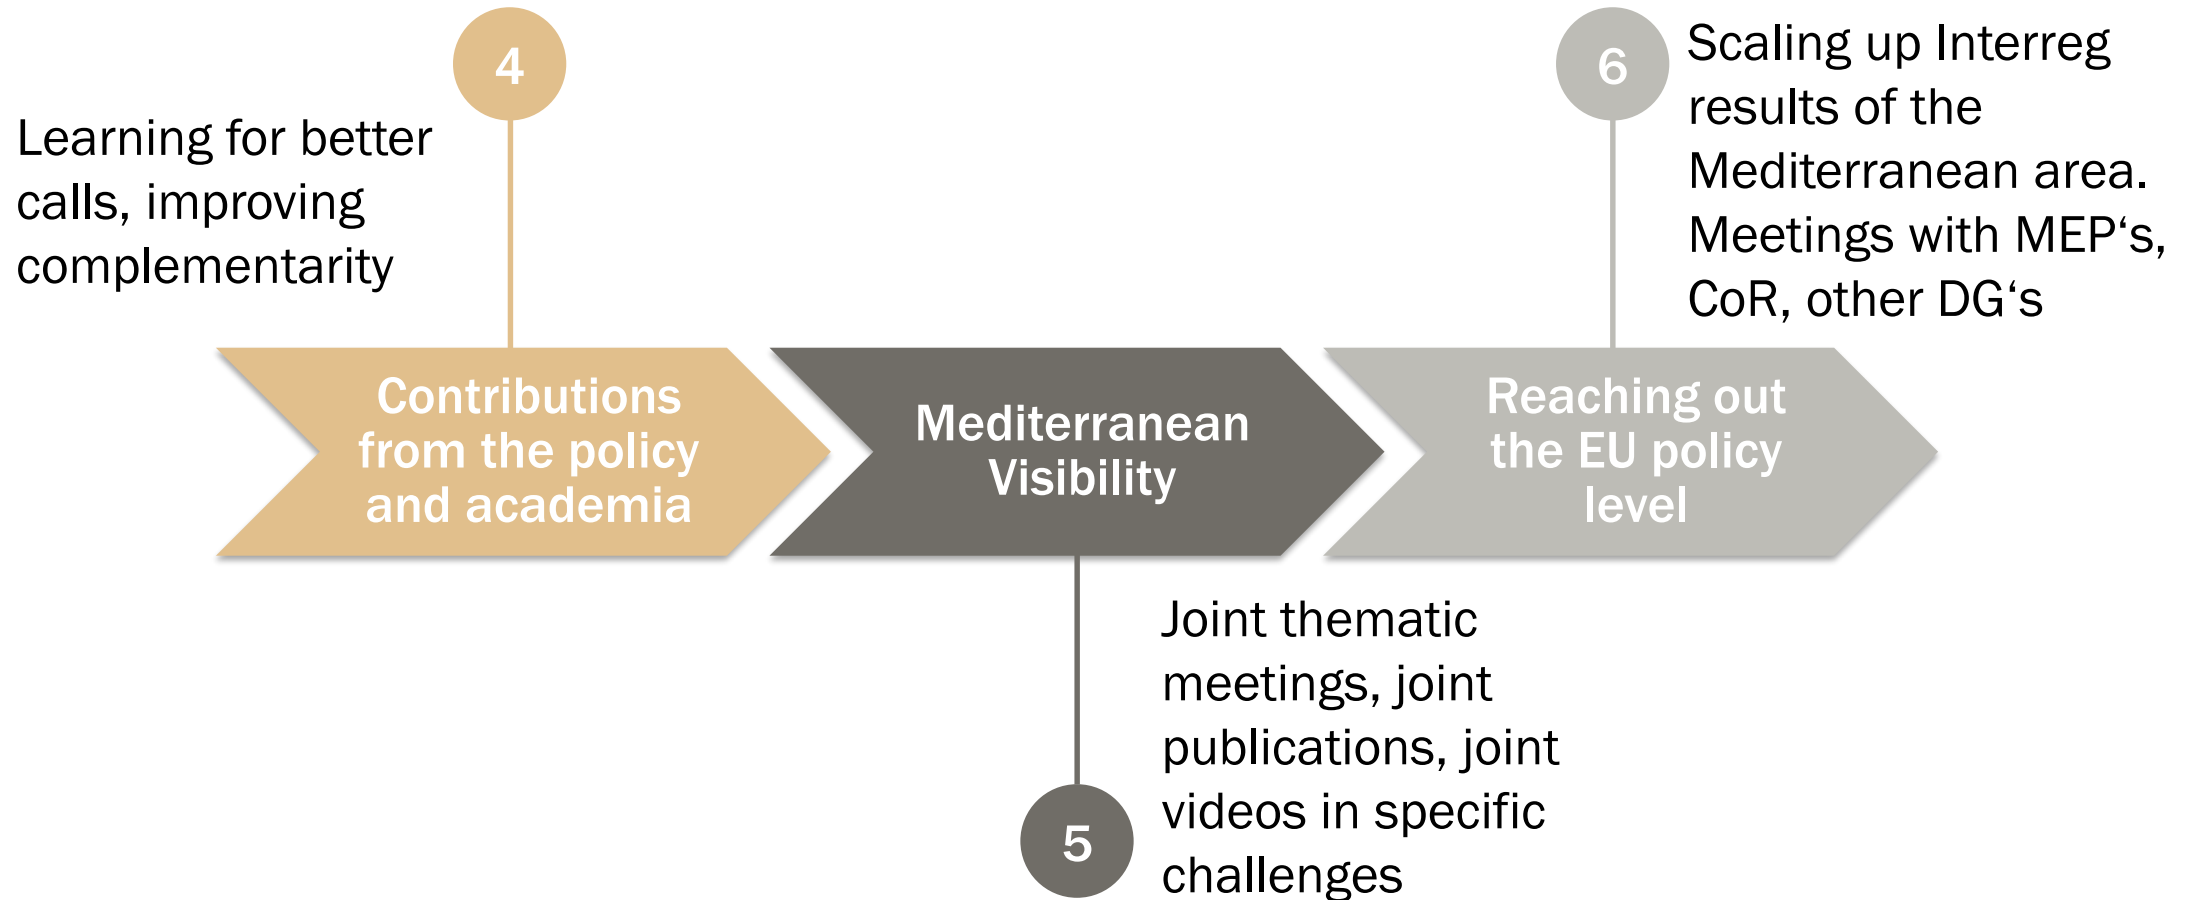 4
Learning for better
calls, improving
complementarity
Contributions
from the policy
and academia
Mediterranean
Visibility
5
Joint thematic
meetings, joint
publications, joint
videos in specific
challenges
6
Scaling up Interreg
results of the
Mediterranean area.
Meetings with MEP‘s,
CoR, other DG‘s
Reaching out
the EU policy
level